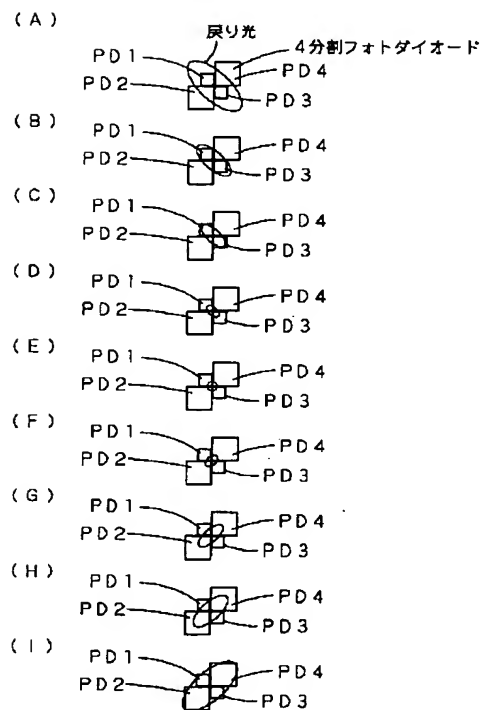 (A)
戻り光
4分割フォトダイオード
PD1
PD4
PD2
PD3
(B)
PD1
PD4
PD2
PD3
(C)
PD1
PD4
PD2
PD3
(D)
PD1
PD4
PD2
PD3
(E)
PD1
PD4
PD2
PD3
(F)
PD1
PD4
PD2
PD3
(G)
PD1
PD4
PD2
PD3
(H)
PD1
PD4
PD2
PD3
(I)
PD1
PD4
PD2
PD3